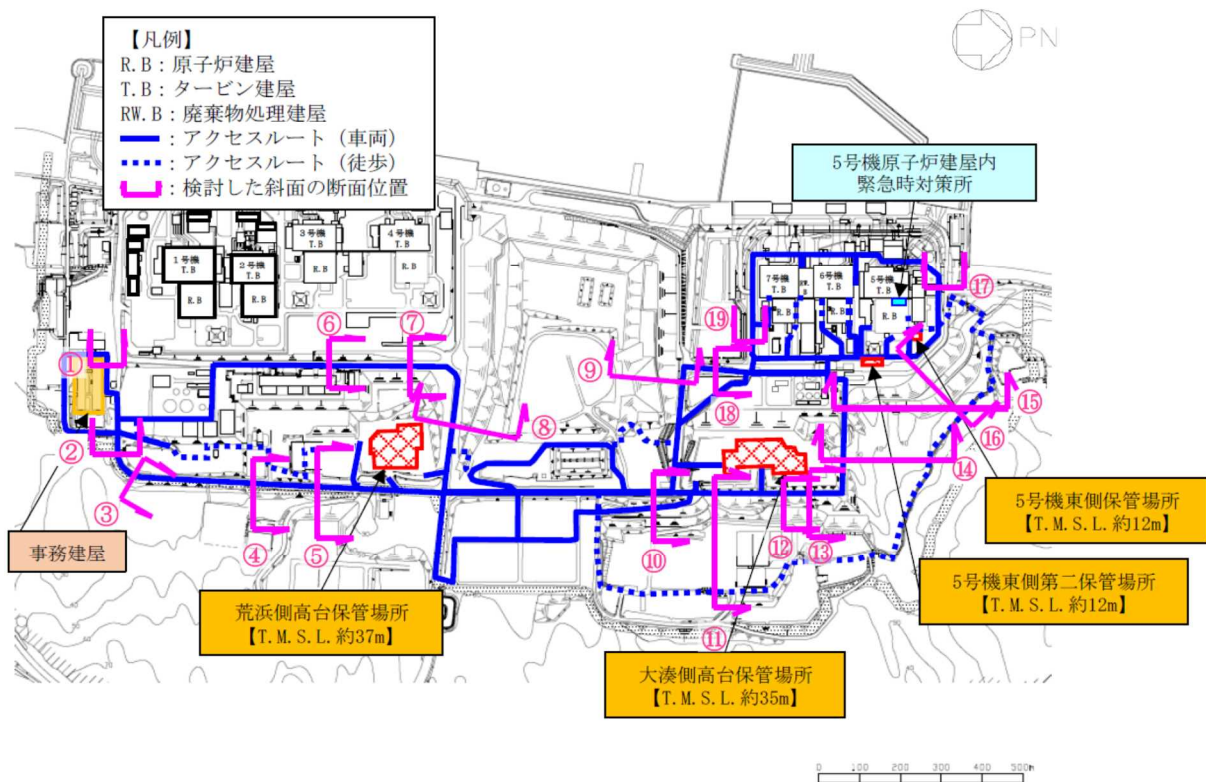 【凡例】
R.B：原子炉建屋
T.B：タービン建屋
RW.B：廃棄物処理建屋
：アクセスルート（車両）
：アクセスルート（徒歩）
：検討した斜面の断面位置
PN
5号機原子炉建屋内
緊急時対策所
1号機
T.B
R.B
2号機
T.B
R.B
3号機
T.B
R.B
4号機
T.B
R.B
7号機
T.B
R.B
RW.B
6号機
T.B
R.B
5号機
T.B
R.B
①
②
③
④
⑤
⑥
⑦
⑧
⑨
⑩
⑪
⑫
⑬
⑭
⑮
⑯
⑰
⑱
⑲
事務建屋
荒浜側高台保管場所
【T.M.S.L.約37m】
大湊側高台保管場所
【T.M.S.L.約35m】
5号機東側保管場所
【T.M.S.L.約12m】
5号機東側第二保管場所
【T.M.S.L.約12m】
0 100 200 300 400 500m